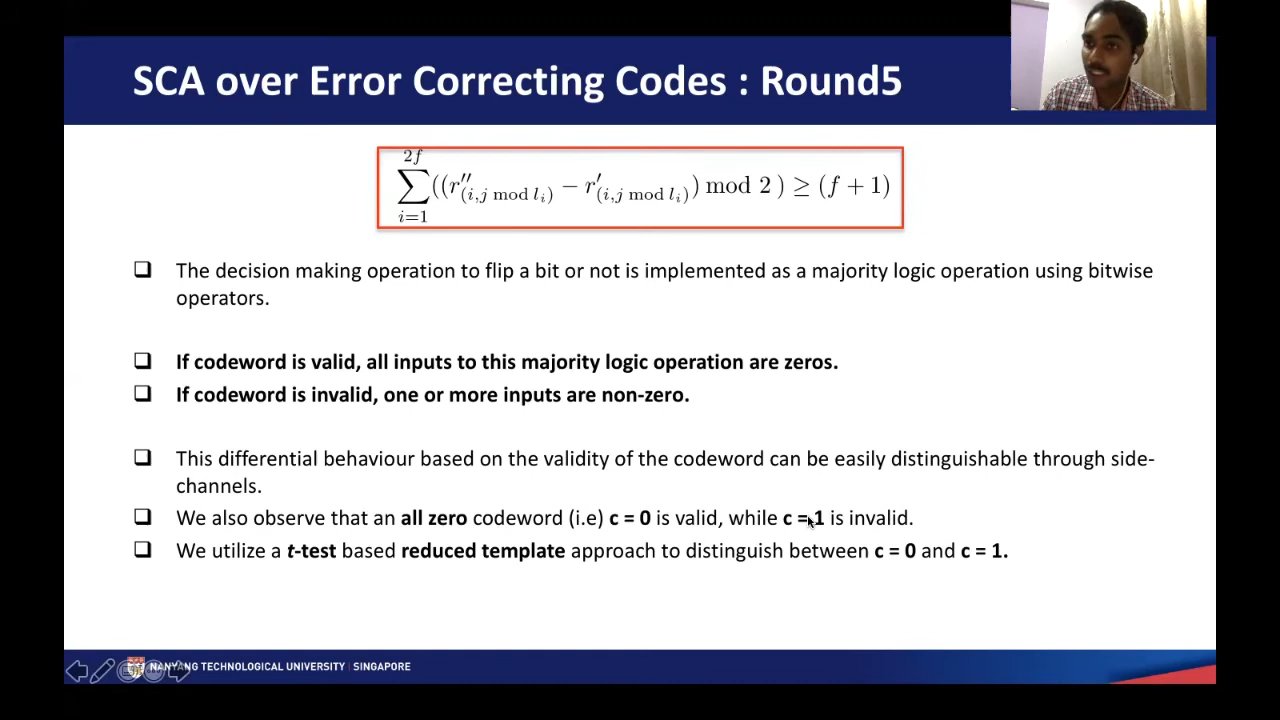 SCA over Error Correcting Codes : Round5
2f
∑((r''(i,j mod lᵢ) − r'(i,j mod lᵢ)) mod 2 ) ≥ (f + 1)
i=1
The decision making operation to flip a bit or not is implemented as a majority logic operation using bitwise
operators.
If codeword is valid, all inputs to this majority logic operation are zeros.
If codeword is invalid, one or more inputs are non-zero.
This differential behaviour based on the validity of the codeword can be easily distinguishable through side-
channels.
We also observe that an all zero codeword (i.e) c = 0 is valid, while c = 1 is invalid.
We utilize a t-test based reduced template approach to distinguish between c = 0 and c = 1.
NANYANG TECHNOLOGICAL UNIVERSITY | SINGAPORE